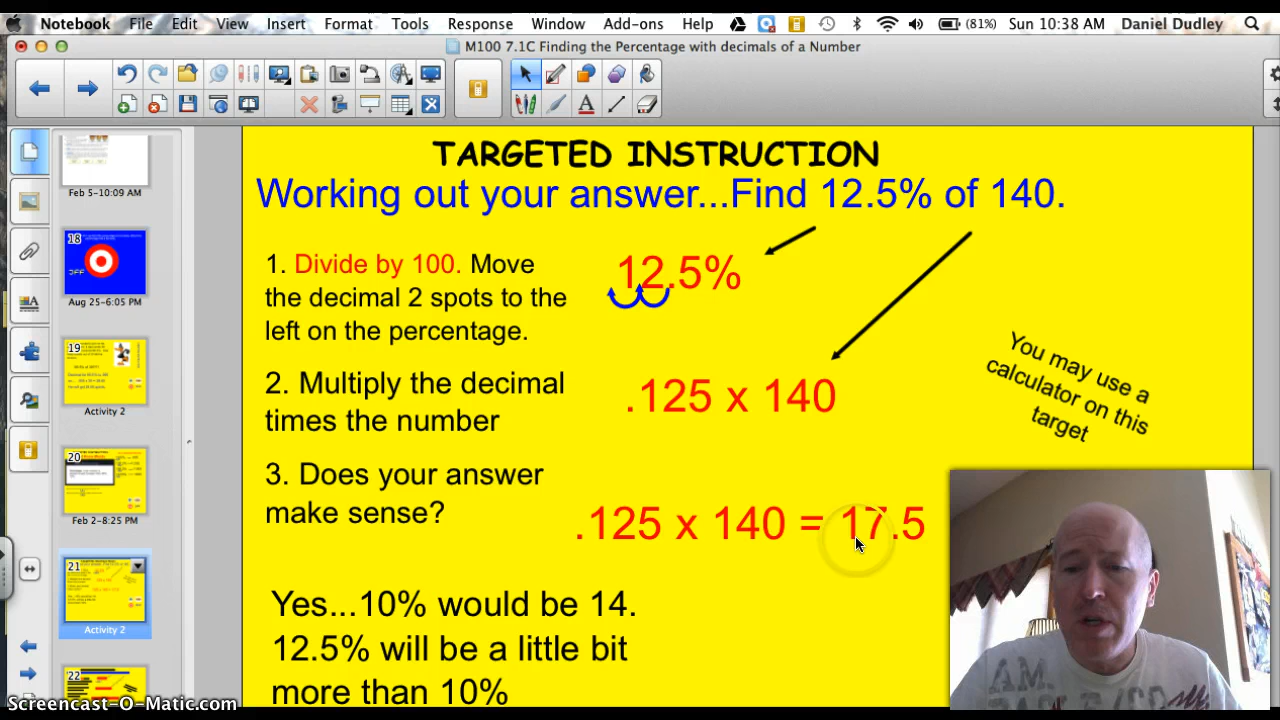 Notebook File Edit View Insert Format Tools Response Window Add-ons Help (81%) Sun 10:38 AM Daniel Dudley
M100 7.1C Finding the Percentage with decimals of a Number
TARGETED INSTRUCTION
Working out your answer...Find 12.5% of 140.
1. Divide by 100. Move
the decimal 2 spots to the
left on the percentage.
12.5%
2. Multiply the decimal
times the number
.125 x 140
You may use a
calculator on this
target
3. Does your answer
make sense?
.125 x 140 = 17.5
Yes...10% would be 14.
12.5% will be a little bit
more than 10%
Feb 5-10:09 AM
18
OFF
Aug 25-6:05 PM
19
Activity 2
20
Feb 2-8:25 PM
21
Activity 2
22
AM.
Screencast-O-Matic.com